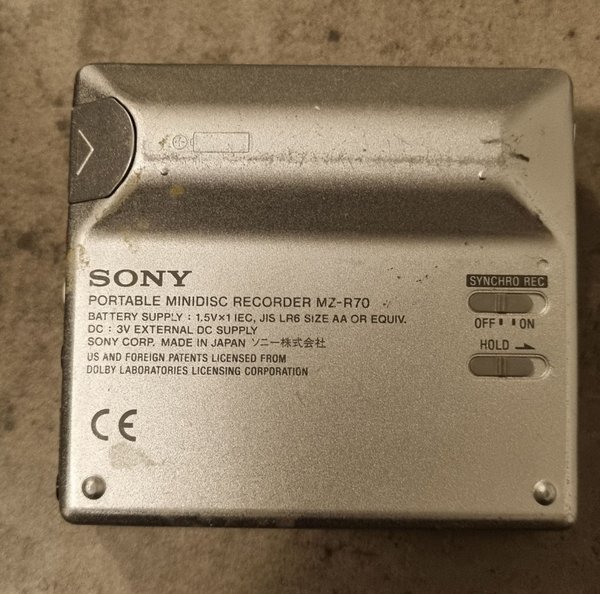 SONY
PORTABLE MINIDISC RECORDER MZ-R70
BATTERY SUPPLY : 1.5V×1 IEC, JIS LR6 SIZE AA OR EQUIV.
DC : 3V EXTERNAL DC SUPPLY
SONY CORP. MADE IN JAPAN ソニー株式会社
US AND FOREIGN PATENTS LICENSED FROM
DOLBY LABORATORIES LICENSING CORPORATION
CE
SYNCHRO REC
OFF ON
HOLD